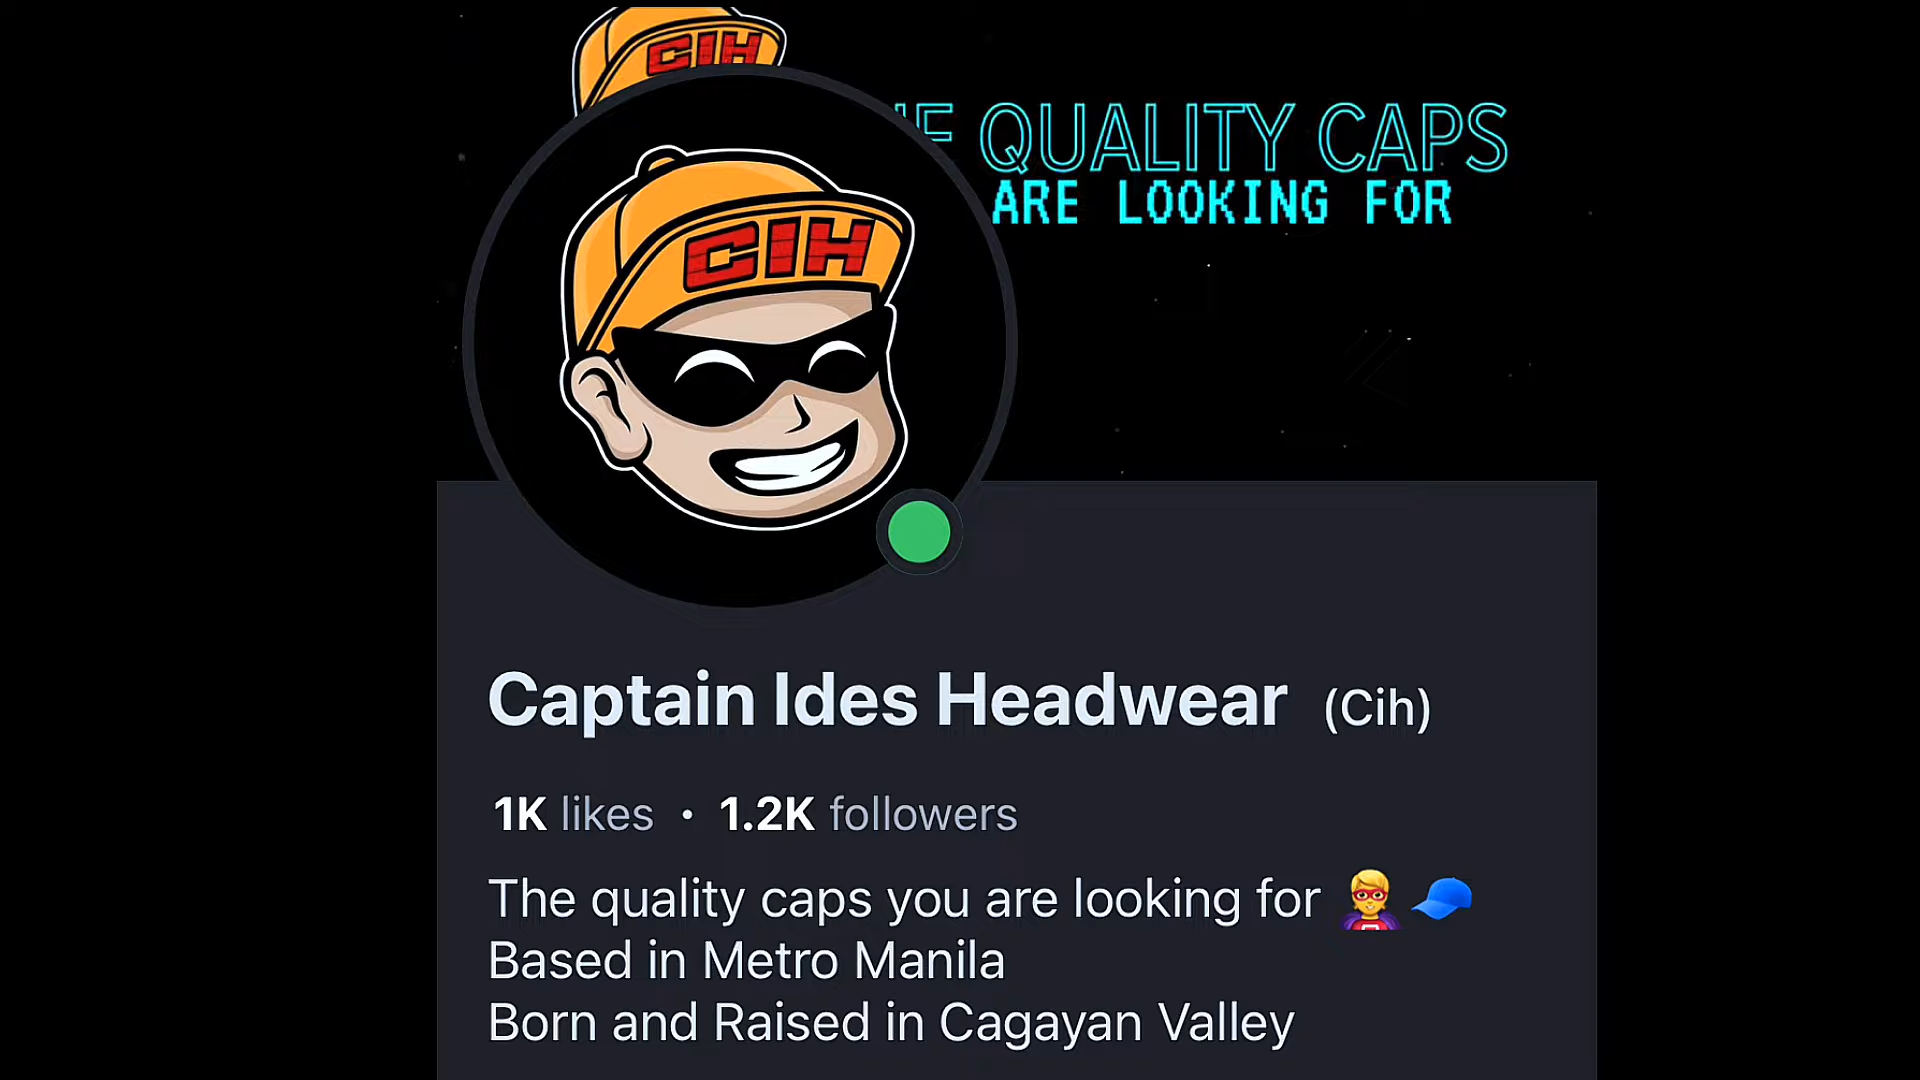 CIH
QUALITY CAPS
ARE LOOKING FOR
CIH
Captain Ides Headwear (Cih)
1K likes • 1.2K followers
The quality caps you are looking for 🦸 🧢
Based in Metro Manila
Born and Raised in Cagayan Valley